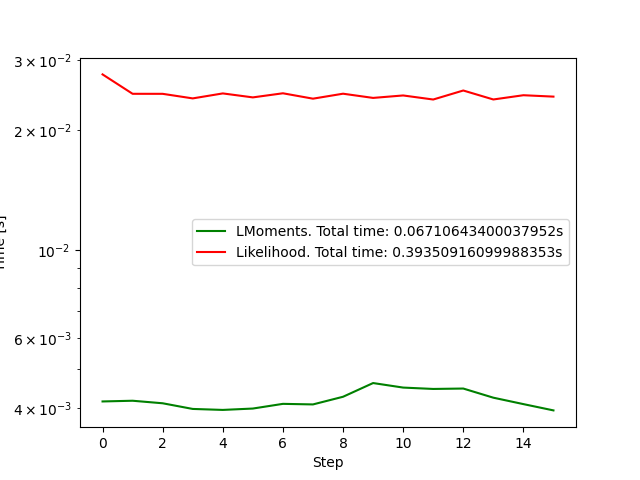 3 × 10⁻²
2 × 10⁻²
10⁻²
6 × 10⁻³
4 × 10⁻³
[s]
LMoments. Total time: 0.06710643400037952s
Likelihood. Total time: 0.39350916099988353s
0 2 4 6 8 10 12 14
Step